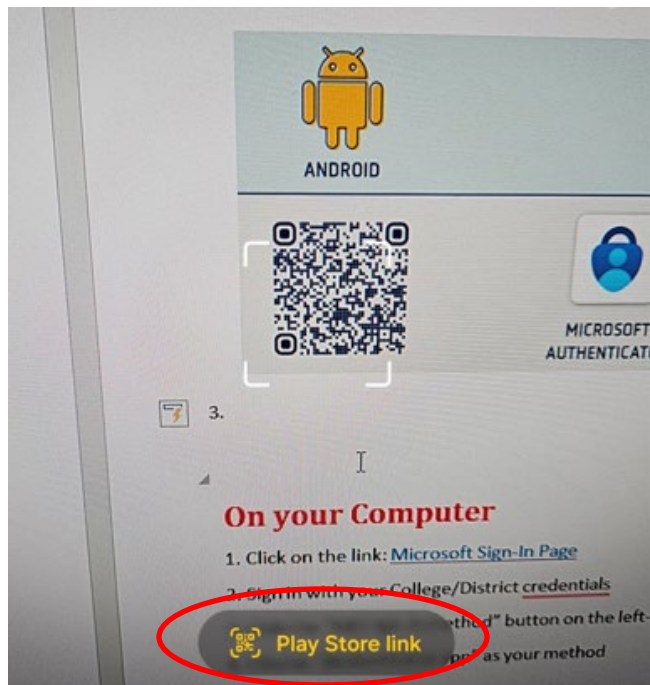 ANDROID
MICROSOFT
AUTHENTICAT
3.
On your Computer
1. Click on the link: Microsoft Sign-In Page
2. Sign in with your College/District credentials
ethod" button on the left-
as your method
Play Store link